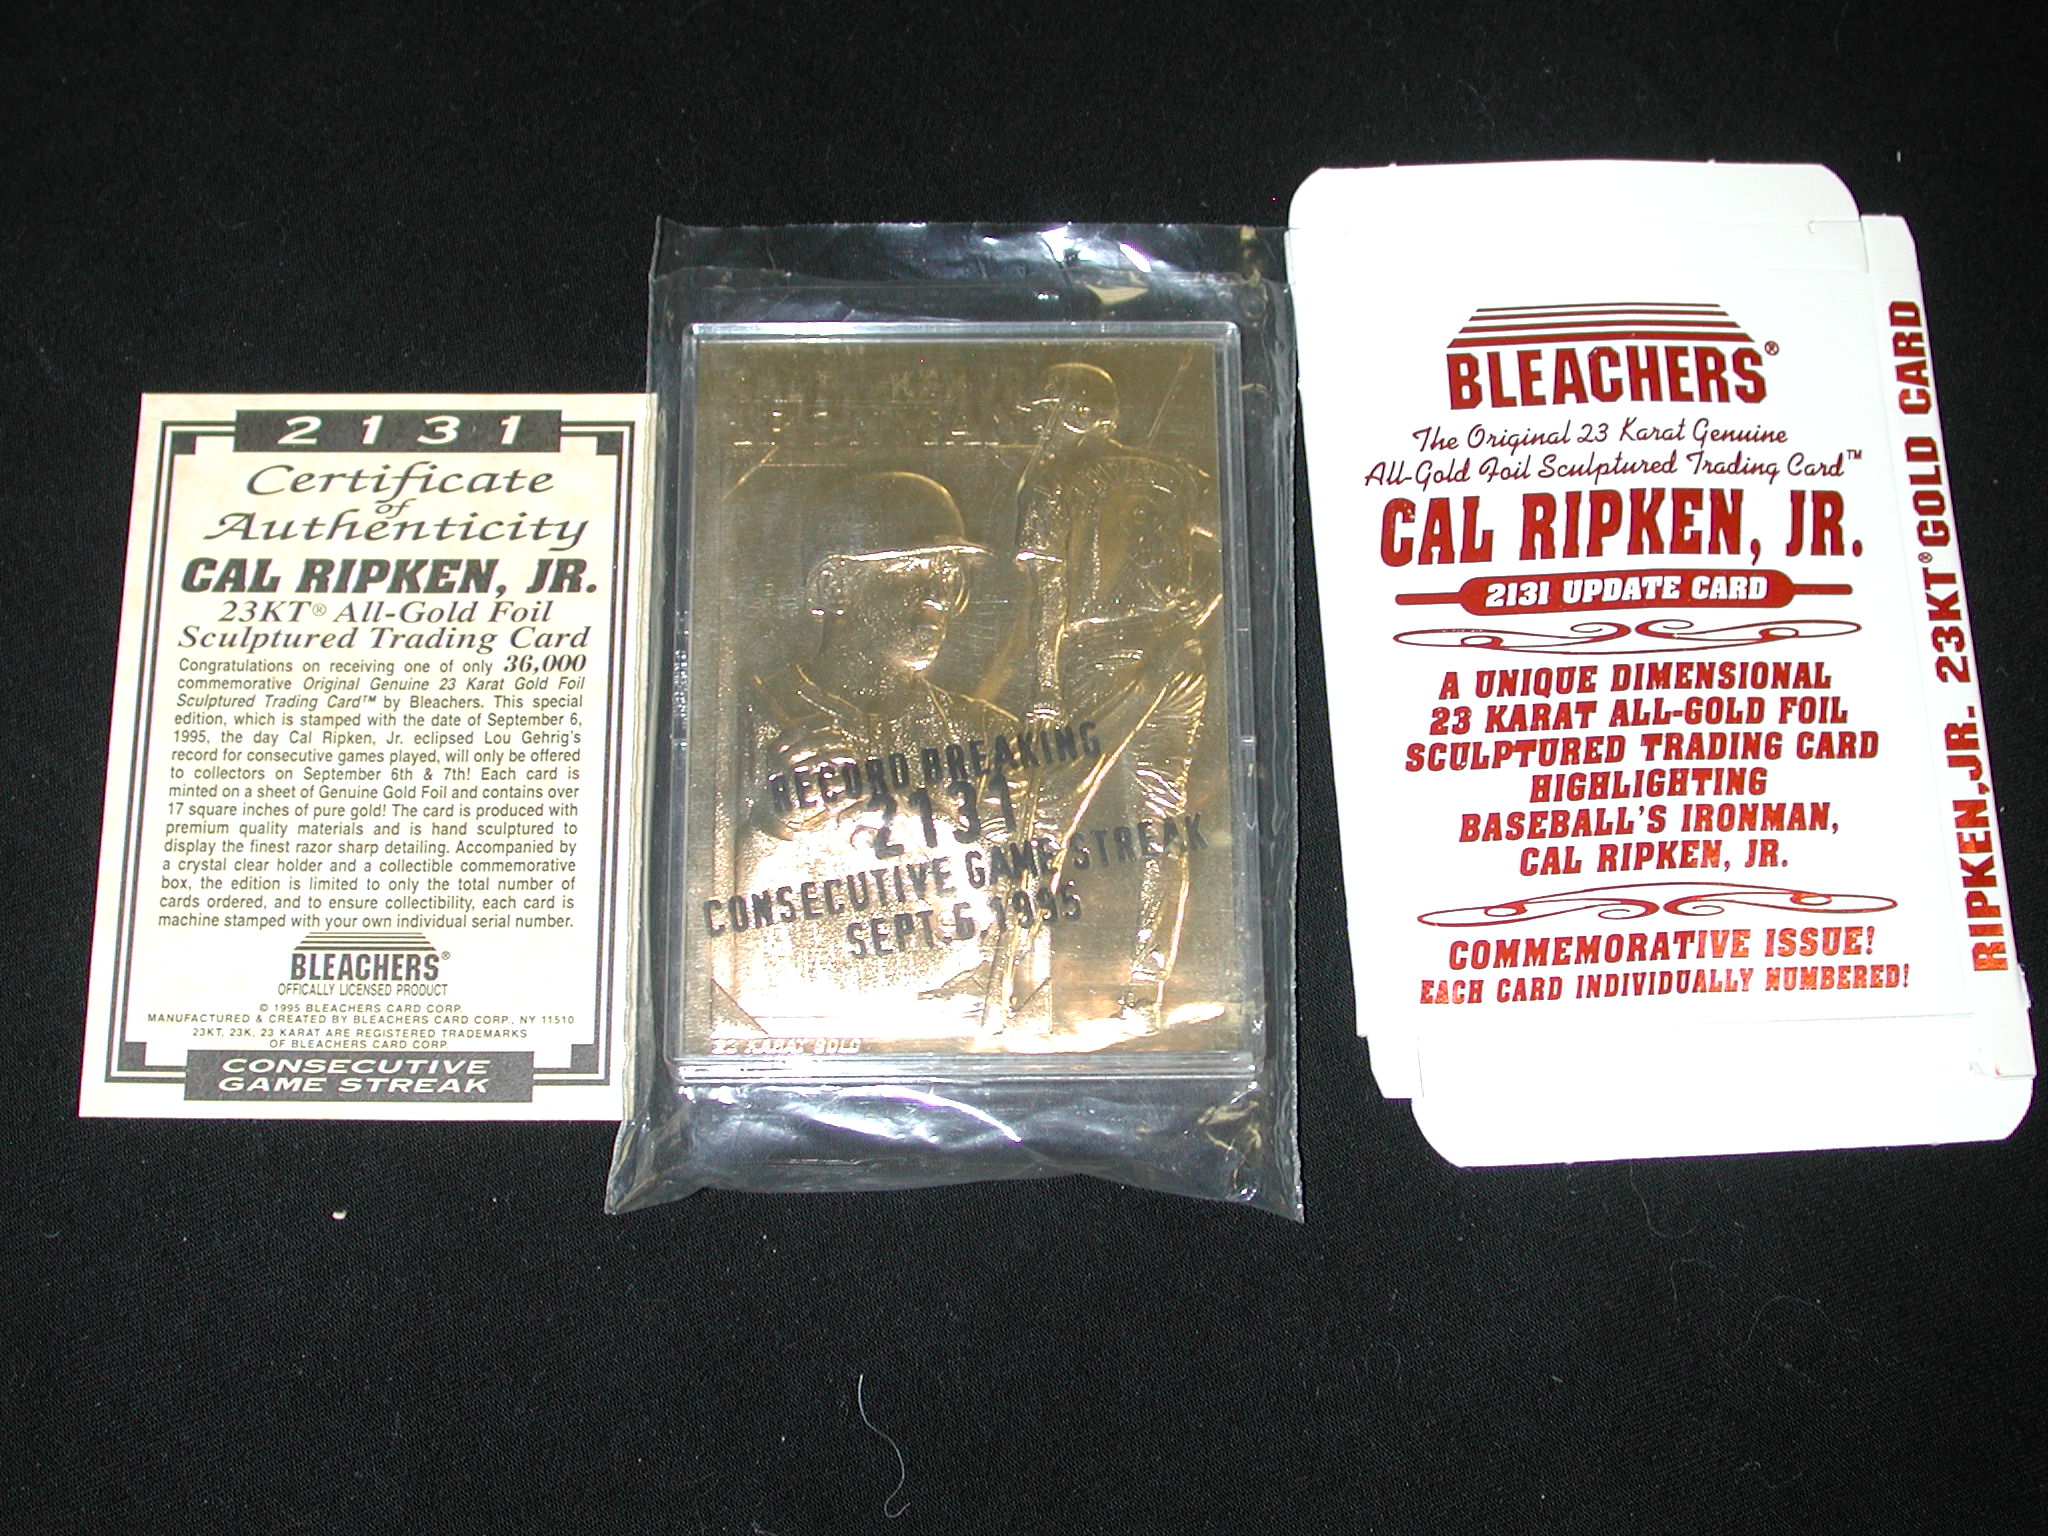 2131
Certificate
of
Authenticity
CAL RIPKEN, JR.
23KT® All-Gold Foil
Sculptured Trading Card
Congratulations on receiving one of only 36,000
commemorative Original Genuine 23 Karat Gold Foil
Sculptured Trading Card™ by Bleachers. This special
edition, which is stamped with the date of September 6,
1995, the day Cal Ripken, Jr. eclipsed Lou Gehrig's
record for consecutive games played, will only be offered
to collectors on September 6th & 7th! Each card is
minted on a sheet of Genuine Gold Foil and contains over
17 square inches of pure gold! The card is produced with
premium quality materials and is hand sculptured to
display the finest razor sharp detailing. Accompanied by
a crystal clear holder and a collectible commemorative
box, the edition is limited to only the total number of
cards ordered, and to ensure collectibility, each card is
machine stamped with your own individual serial number.
BLEACHERS®
OFFICALLY LICENSED PRODUCT
© 1995 BLEACHERS CARD CORP.
MANUFACTURED & CREATED BY BLEACHERS CARD CORP., NY 11510
23KT, 23K, 23 KARAT ARE REGISTERED TRADEMARKS
OF BLEACHERS CARD CORP.
CONSECUTIVE
GAME STREAK
RECORD BREAKING
2131
CONSECUTIVE GAME STREAK
SEPT.6,1995
23 KARAT GOLD
BLEACHERS®
The Original 23 Karat Genuine
All-Gold Foil Sculptured Trading Card™
CAL RIPKEN, JR.
2131 UPDATE CARD
A UNIQUE DIMENSIONAL
23 KARAT ALL-GOLD FOIL
SCULPTURED TRADING CARD
HIGHLIGHTING
BASEBALL'S IRONMAN,
CAL RIPKEN, JR.
COMMEMORATIVE ISSUE!
EACH CARD INDIVIDUALLY NUMBERED!
RIPKEN,JR. 23KT® GOLD CARD